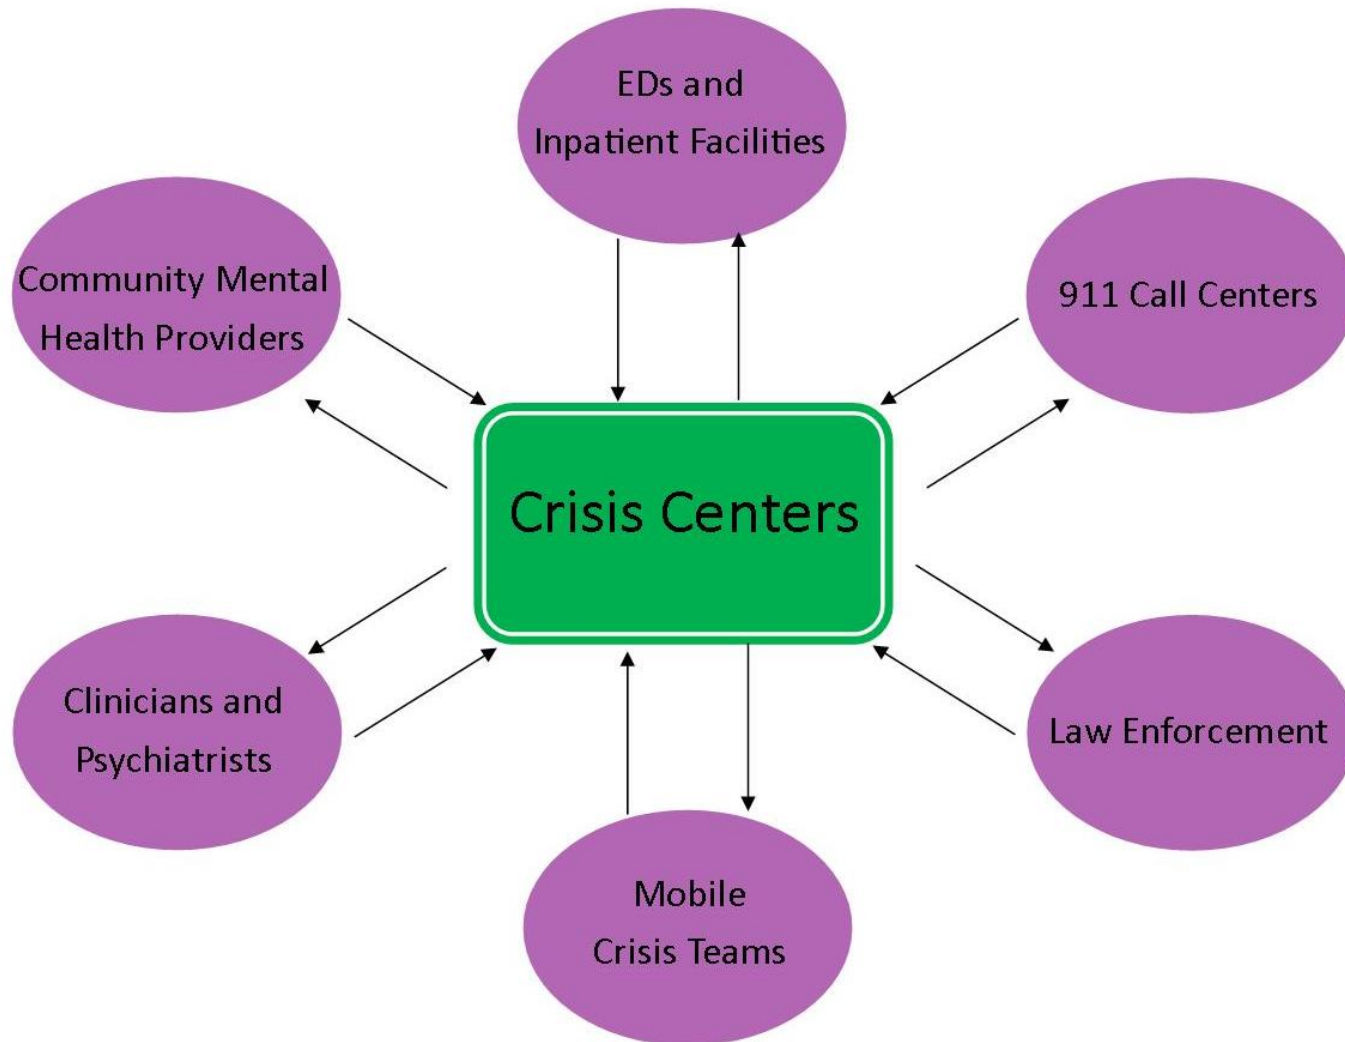 EDs and
Inpatient Facilities
Community Mental
Health Providers
911 Call Centers
Crisis Centers
Clinicians and
Psychiatrists
Law Enforcement
Mobile
Crisis Teams